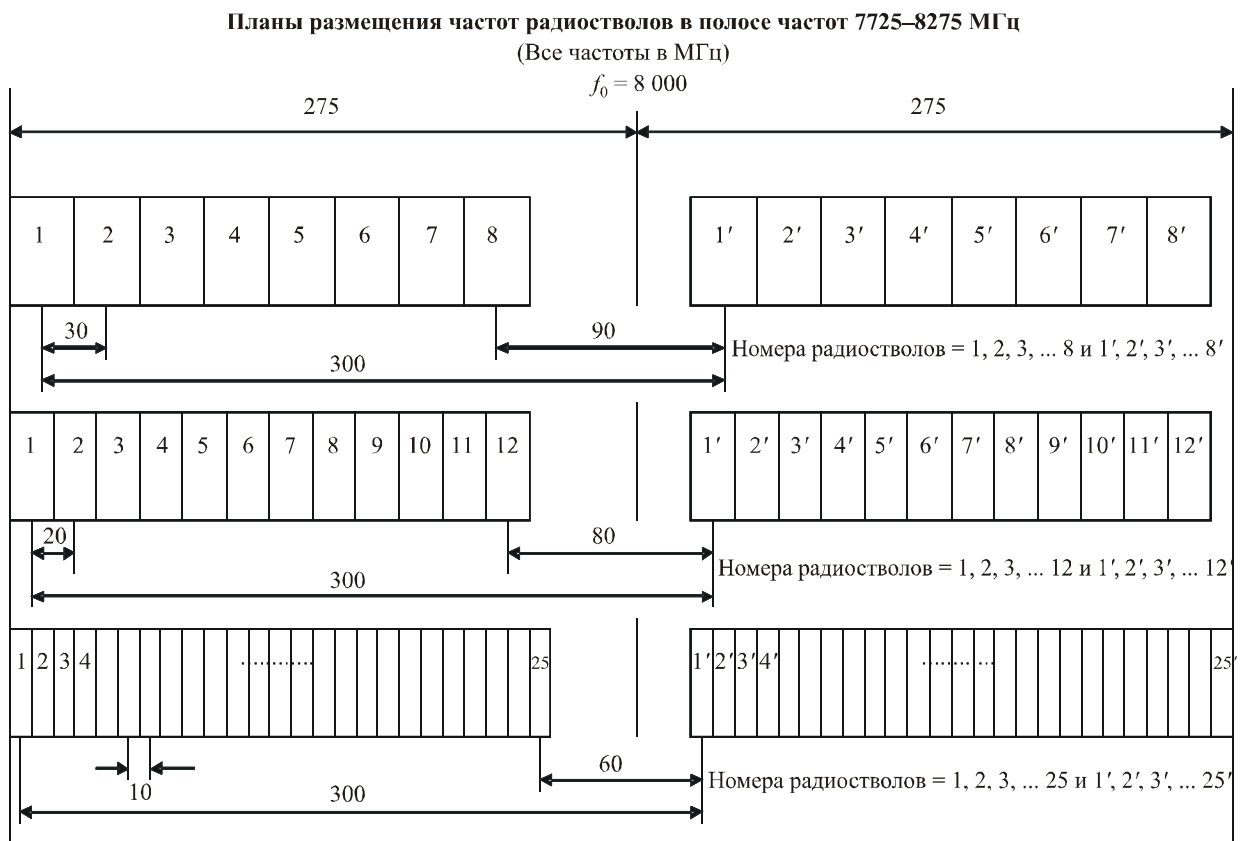 Планы размещения частот радиостволов в полосе частот 7725–8275 МГц
(Все частоты в МГц)
f₀ = 8 000
275 275
1 2 3 4 5 6 7 8 1′ 2′ 3′ 4′ 5′ 6′ 7′ 8′
30 90
Номера радиостволов = 1, 2, 3, ... 8 и 1′, 2′, 3′, ... 8′
300
1 2 3 4 5 6 7 8 9 10 11 12 1′ 2′ 3′ 4′ 5′ 6′ 7′ 8′ 9′ 10′ 11′ 12′
20 80
Номера радиостволов = 1, 2, 3, ... 12 и 1′, 2′, 3′, ... 12′
300
1 2 3 4 ............. 25 1′ 2′ 3′ 4′ ........ ... 25′
60
Номера радиостволов = 1, 2, 3, ... 25 и 1′, 2′, 3′, ... 25′
10 300